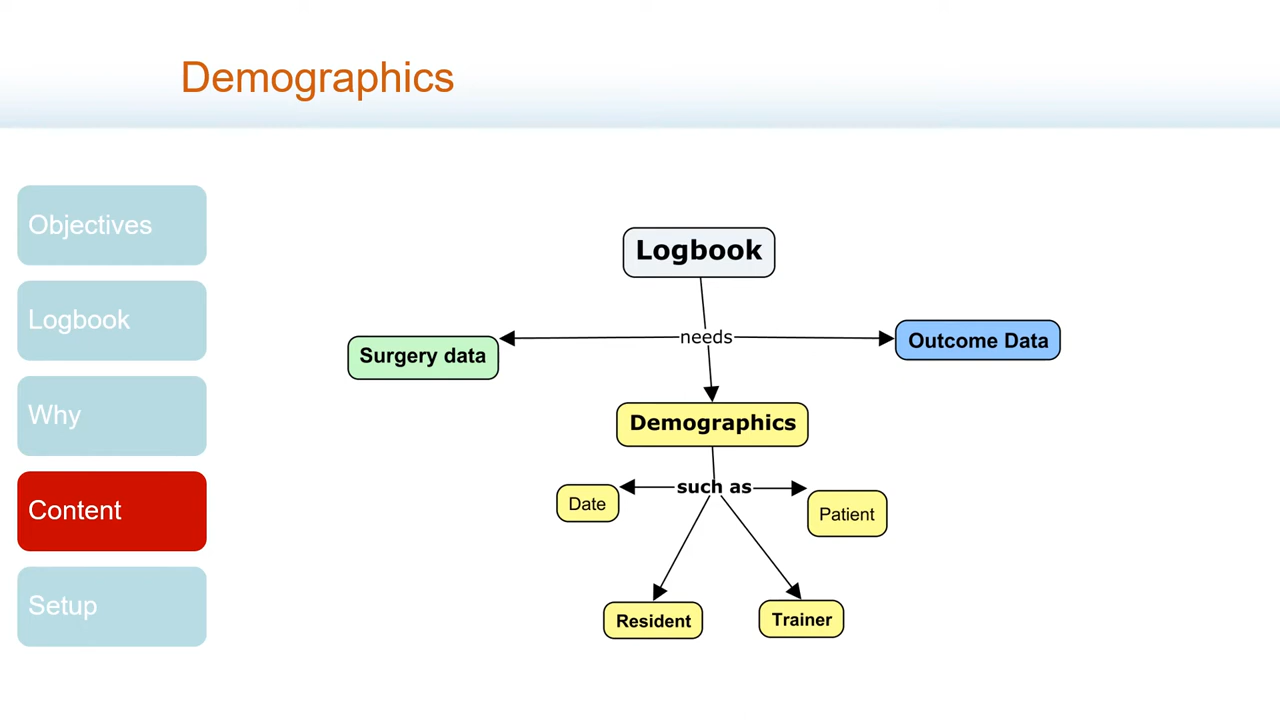 Demographics
Objectives
Logbook
Why
Content
Setup
Logbook
needs
Surgery data
Outcome Data
Demographics
such as
Date
Patient
Resident
Trainer